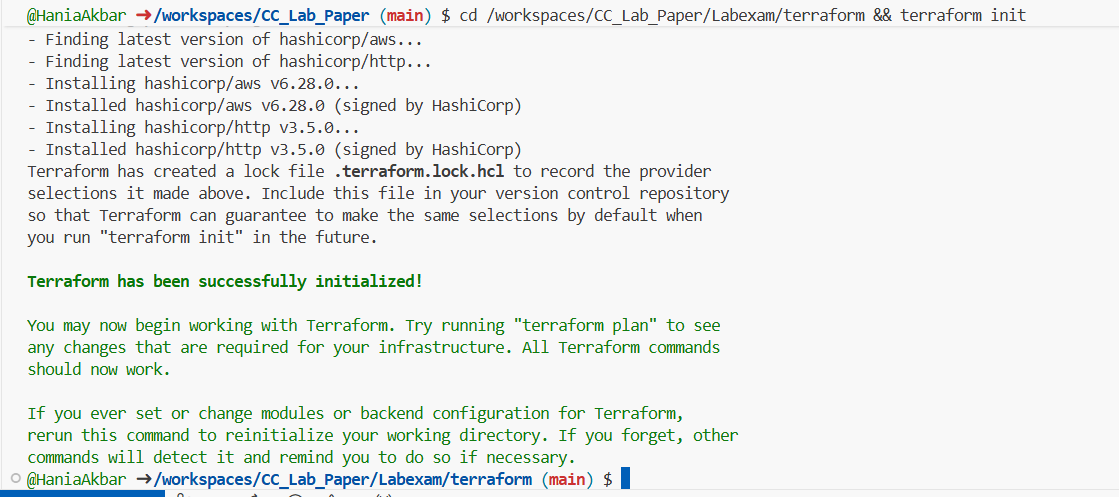 @HaniaAkbar ➜/workspaces/CC_Lab_Paper (main) $ cd /workspaces/CC_Lab_Paper/Labexam/terraform && terraform init
- Finding latest version of hashicorp/aws...
- Finding latest version of hashicorp/http...
- Installing hashicorp/aws v6.28.0...
- Installed hashicorp/aws v6.28.0 (signed by HashiCorp)
- Installing hashicorp/http v3.5.0...
- Installed hashicorp/http v3.5.0 (signed by HashiCorp)
Terraform has created a lock file .terraform.lock.hcl to record the provider
selections it made above. Include this file in your version control repository
so that Terraform can guarantee to make the same selections by default when
you run "terraform init" in the future.
Terraform has been successfully initialized!
You may now begin working with Terraform. Try running "terraform plan" to see
any changes that are required for your infrastructure. All Terraform commands
should now work.
If you ever set or change modules or backend configuration for Terraform,
rerun this command to reinitialize your working directory. If you forget, other
commands will detect it and remind you to do so if necessary.
@HaniaAkbar ➜/workspaces/CC_Lab_Paper/Labexam/terraform (main) $